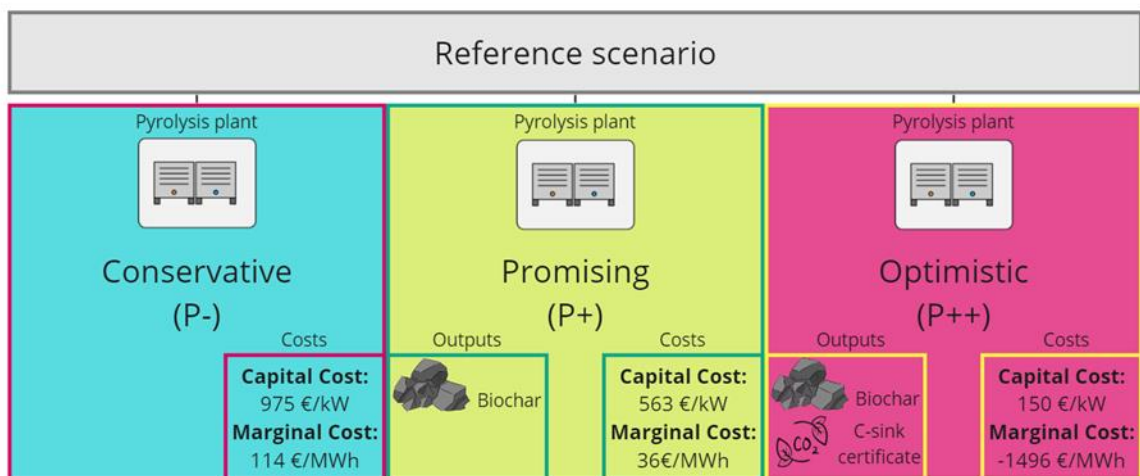 Reference scenario
Pyrolysis plant
Conservative
(P-)
Costs
Capital Cost:
975 €/kW
Marginal Cost:
114 €/MWh
Pyrolysis plant
Promising
(P+)
Outputs
Biochar
Costs
Capital Cost:
563 €/kW
Marginal Cost:
36€/MWh
Pyrolysis plant
Optimistic
(P++)
Outputs
Biochar
CO₂
C-sink
certificate
Costs
Capital Cost:
150 €/kW
Marginal Cost:
-1496 €/MWh